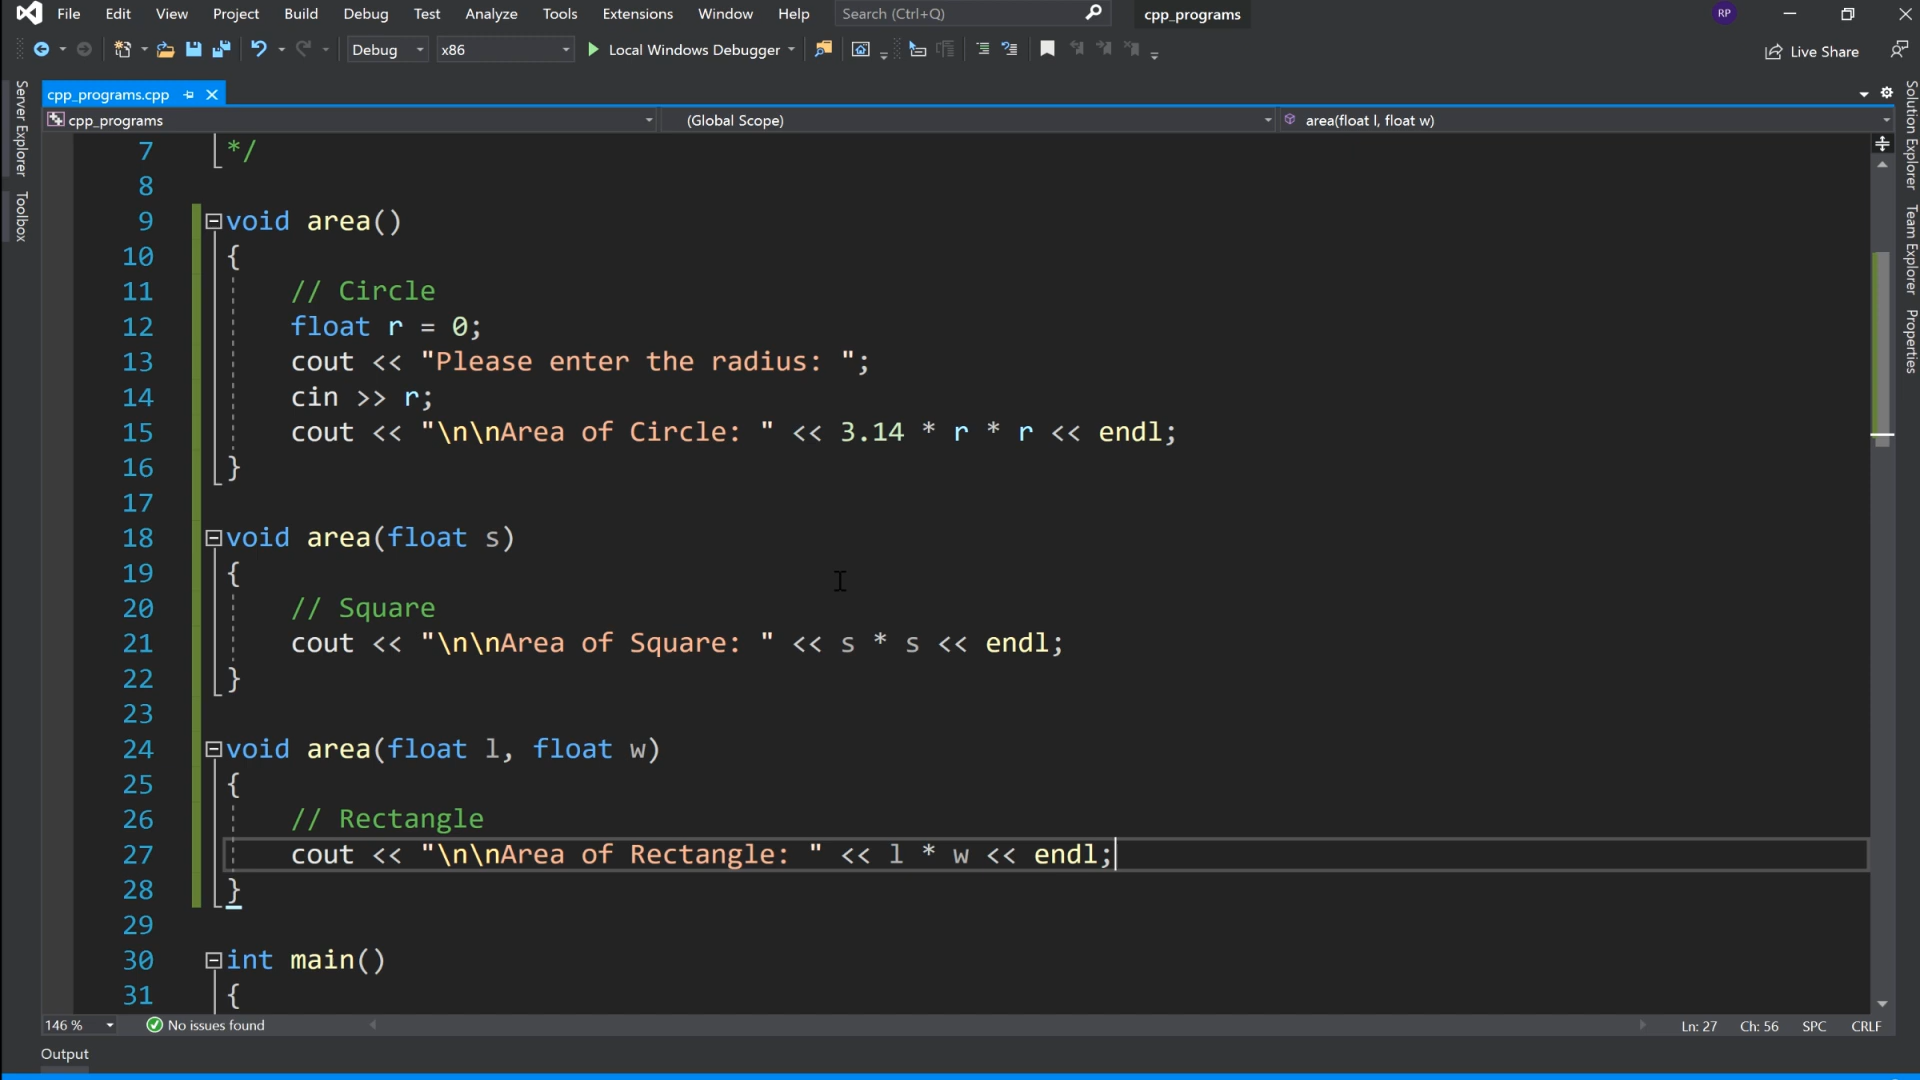 File Edit View Project Build Debug Test Analyze Tools Extensions Window Help Search (Ctrl+Q) cpp_programs RP
Debug x86 Local Windows Debugger Live Share
cpp_programs.cpp
cpp_programs (Global Scope) area(float l, float w)
Server Explorer
Toolbox
Solution Explorer
Team Explorer
Properties
7 */
8
9 void area()
10 {
11 // Circle
12 float r = 0;
13 cout << "Please enter the radius: ";
14 cin >> r;
15 cout << "\n\nArea of Circle: " << 3.14 * r * r << endl;
16 }
17
18 void area(float s)
19 {
20 // Square
21 cout << "\n\nArea of Square: " << s * s << endl;
22 }
23
24 void area(float l, float w)
25 {
26 // Rectangle
27 cout << "\n\nArea of Rectangle: " << l * w << endl;
28 }
29
30 int main()
31 {
146 % No issues found Ln: 27 Ch: 56 SPC CRLF
Output